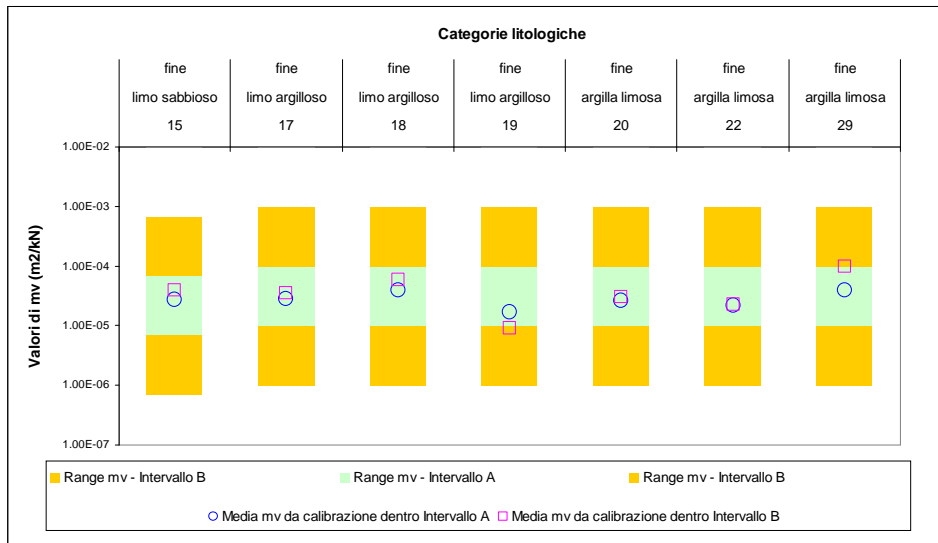 Categorie litologiche
fine fine fine fine fine fine fine
limo sabbioso limo argilloso limo argilloso limo argilloso argilla limosa argilla limosa argilla limosa
15 17 18 19 20 22 29
Valori di mv (m2/kN)
1.00E-02
1.00E-03
1.00E-04
1.00E-05
1.00E-06
1.00E-07
Range mv - Intervallo B Range mv - Intervallo A Range mv - Intervallo B
Media mv da calibrazione dentro Intervallo A Media mv da calibrazione dentro Intervallo B